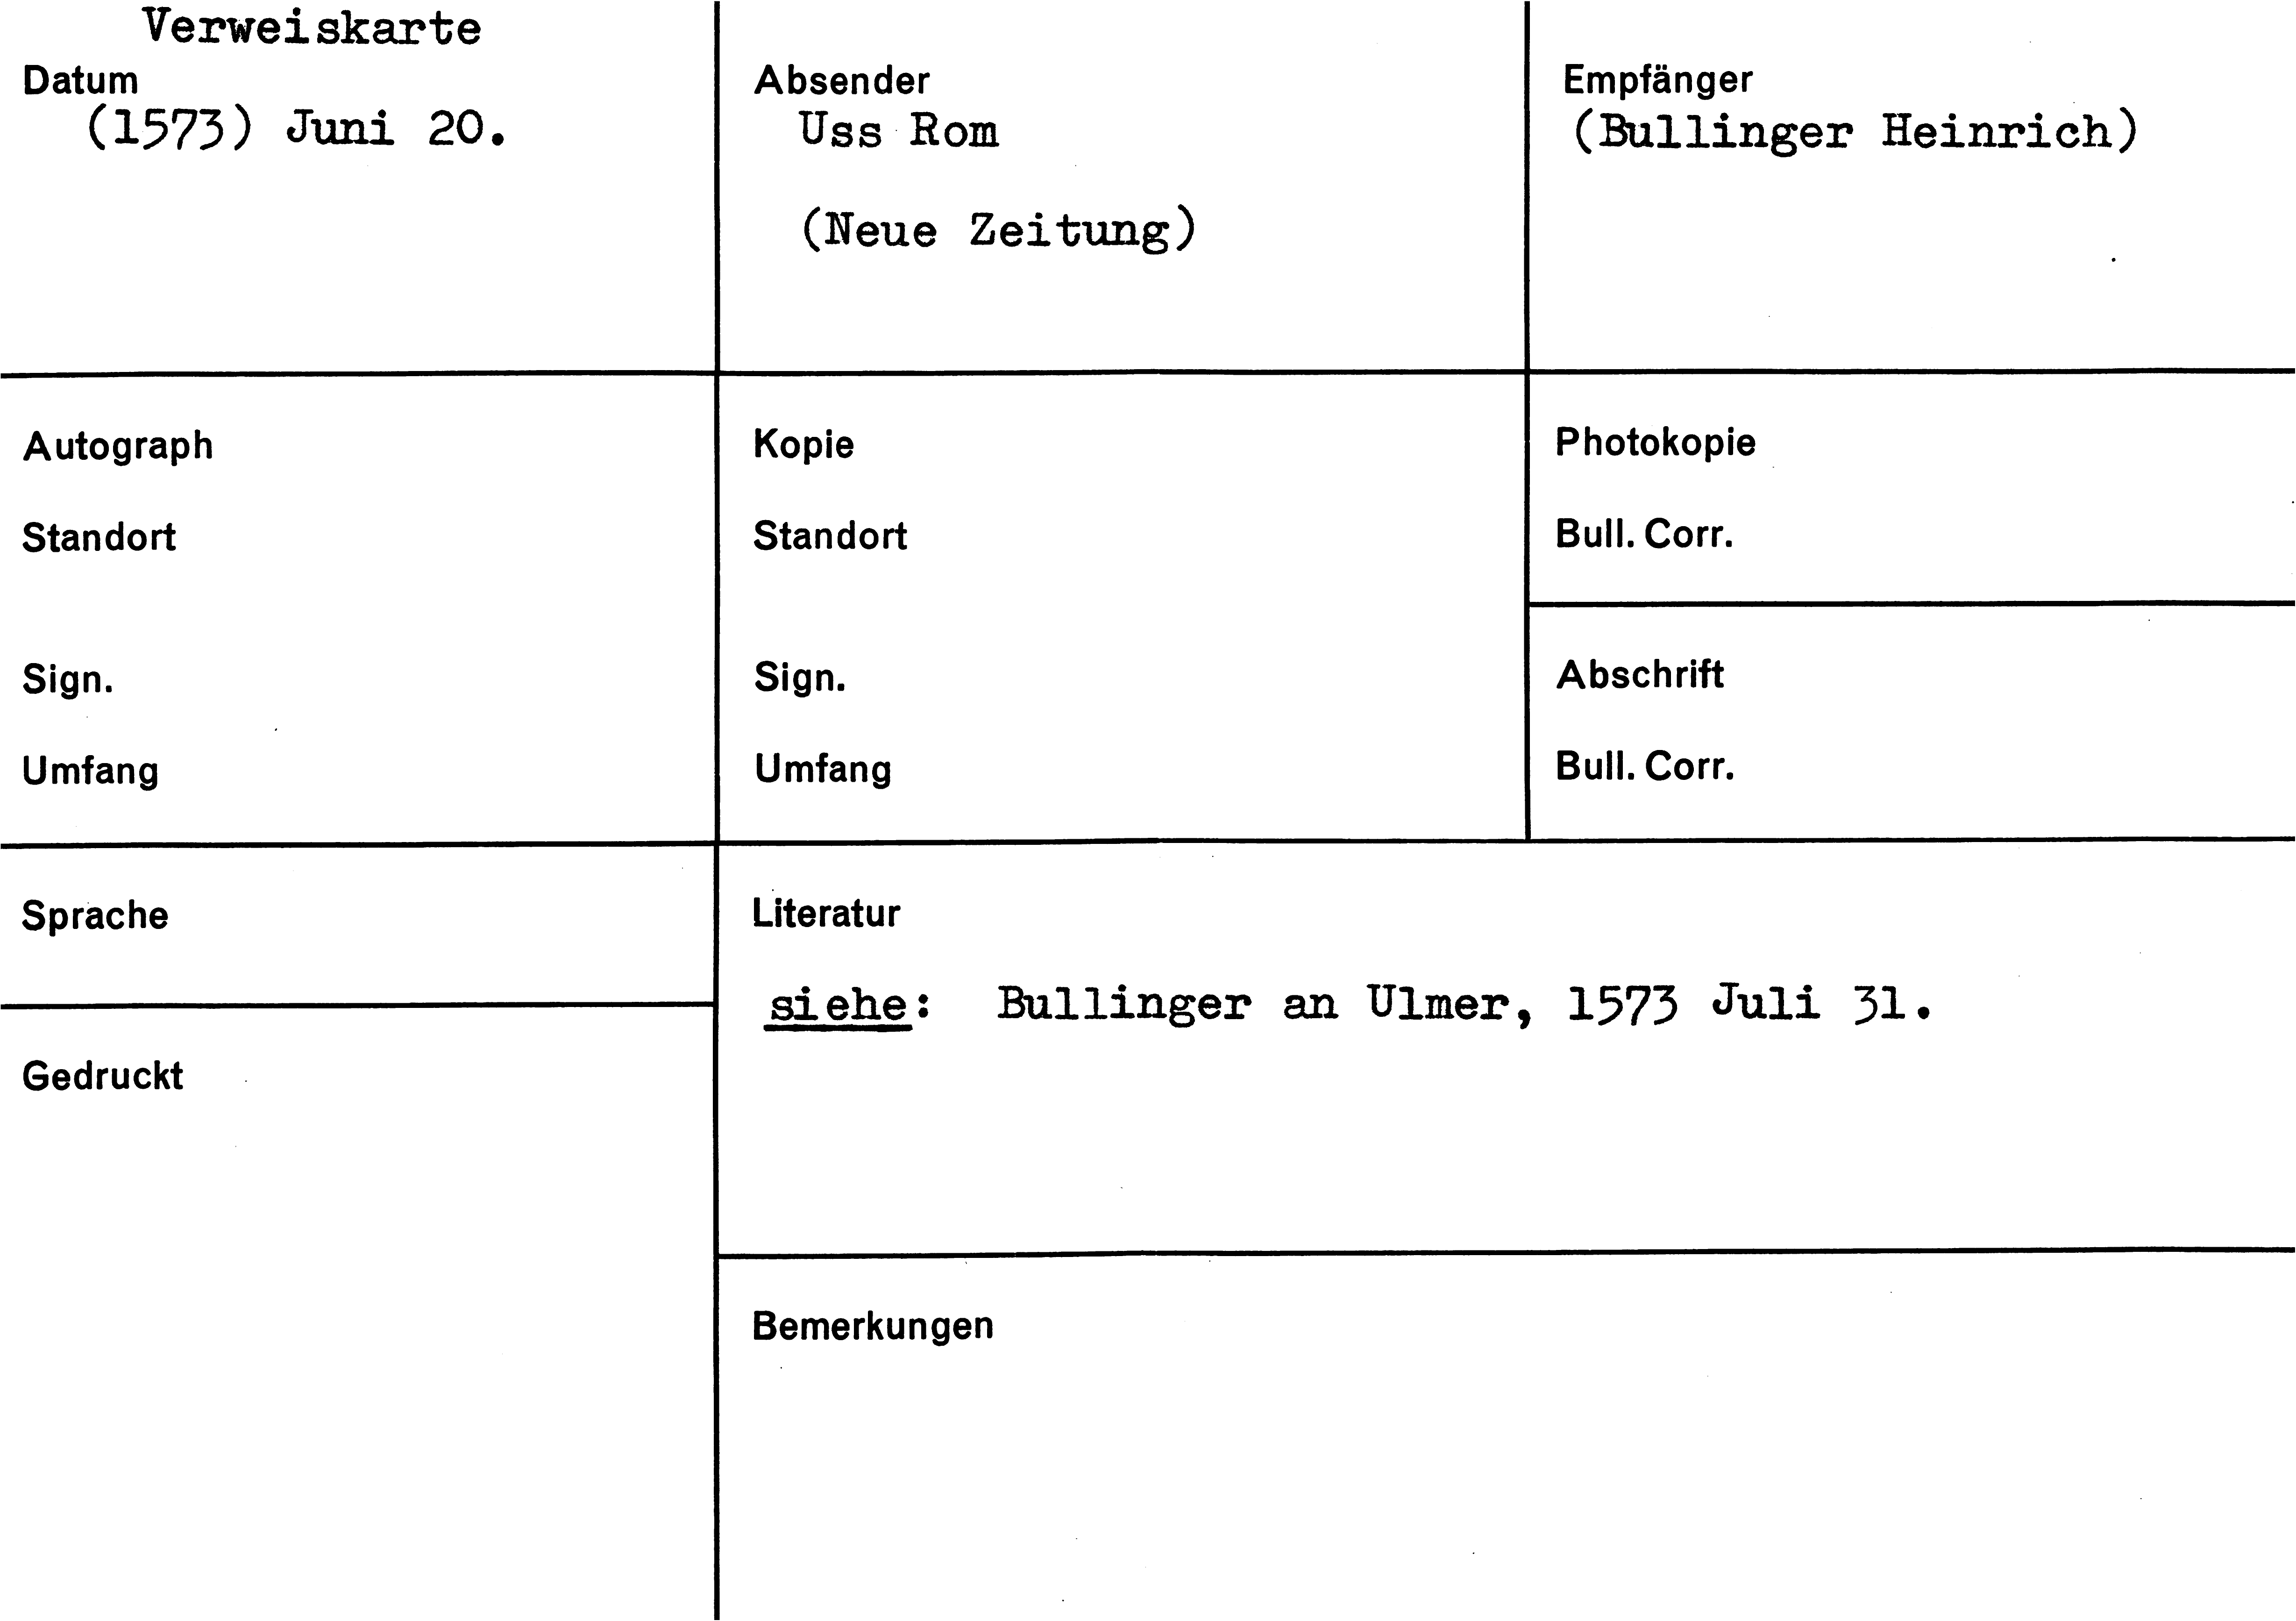 Verweiskarte
Datum
(1573) Juni 20.
Absender
Uss Rom
(Neue Zeitung)
Empfänger
(Bullinger Heinrich)
Autograph
Standort
Sign.
Umfang
Kopie
Standort
Sign.
Umfang
Photokopie
Bull. Corr.
Abschrift
Bull. Corr.
Sprache
Gedruckt
Literatur
siehe: Bullinger an Ulmer, 1573 Juli 31.
Bemerkungen